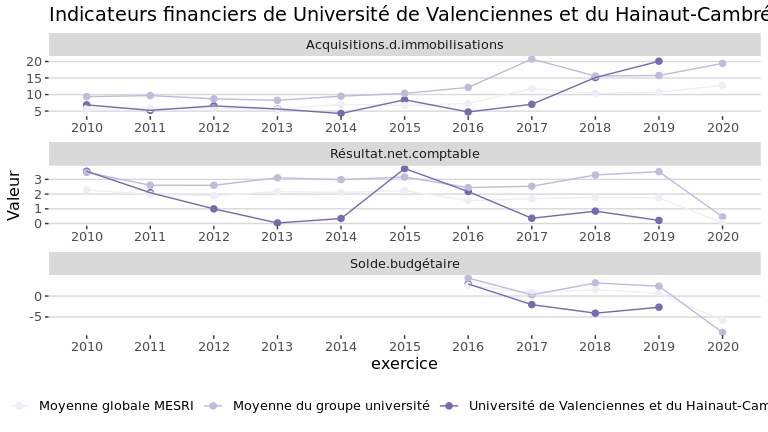 Indicateurs financiers de Université de Valenciennes et du Hainaut-Cambré
Acquisitions.d.immobilisations
20
15
10
5
2010 2011 2012 2013 2014 2015 2016 2017 2018 2019 2020
Résultat.net.comptable
3
2
1
0
2010 2011 2012 2013 2014 2015 2016 2017 2018 2019 2020
Valeur
Solde.budgétaire
0
-5
2010 2011 2012 2013 2014 2015 2016 2017 2018 2019 2020
exercice
Moyenne globale MESRI Moyenne du groupe université Université de Valenciennes et du Hainaut-Cam